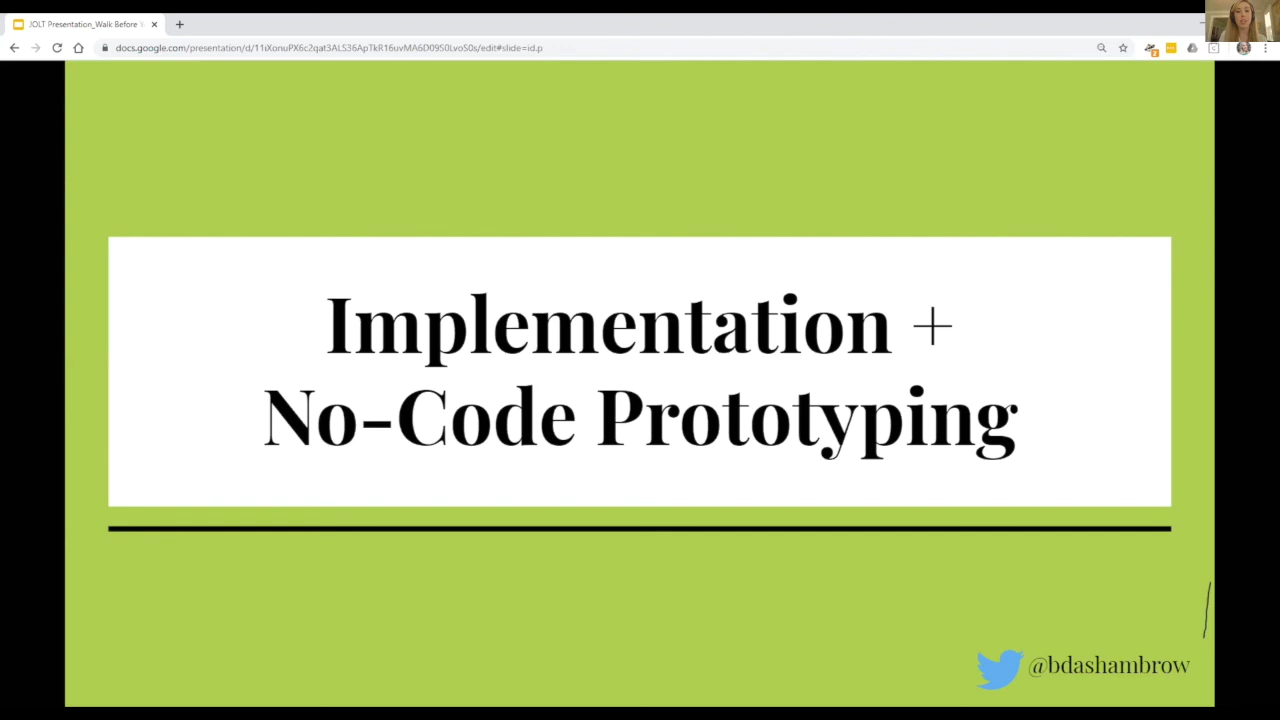 JOLT Presentation_Walk Before
docs.google.com/presentation/d/11iXonuPX6c2qat3ALS36ApTkR16uvMA6D09S0LvoS0s/edit#slide=id.p
Implementation +
No-Code Prototyping
@bdashambrow